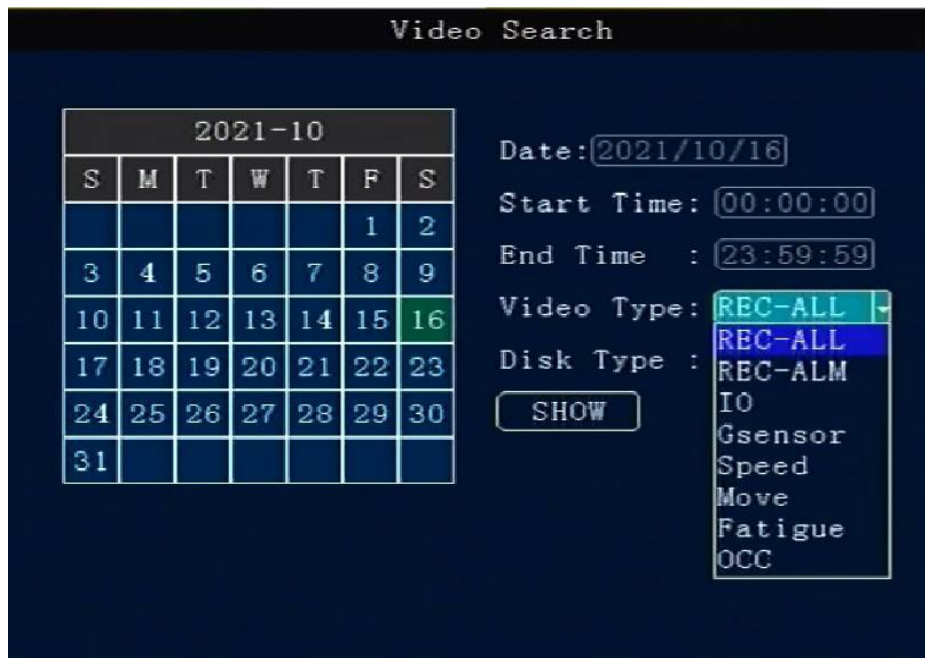 Video Search
2021-10
S M T W T F S
1 2
3 4 5 6 7 8 9
10 11 12 13 14 15 16
17 18 19 20 21 22 23
24 25 26 27 28 29 30
31
Date: 2021/10/16
Start Time: 00:00:00
End Time : 23:59:59
Video Type: REC-ALL
REC-ALL
REC-ALM
IO
Gsensor
Speed
Move
Fatigue
OCC
Disk Type :
SHOW